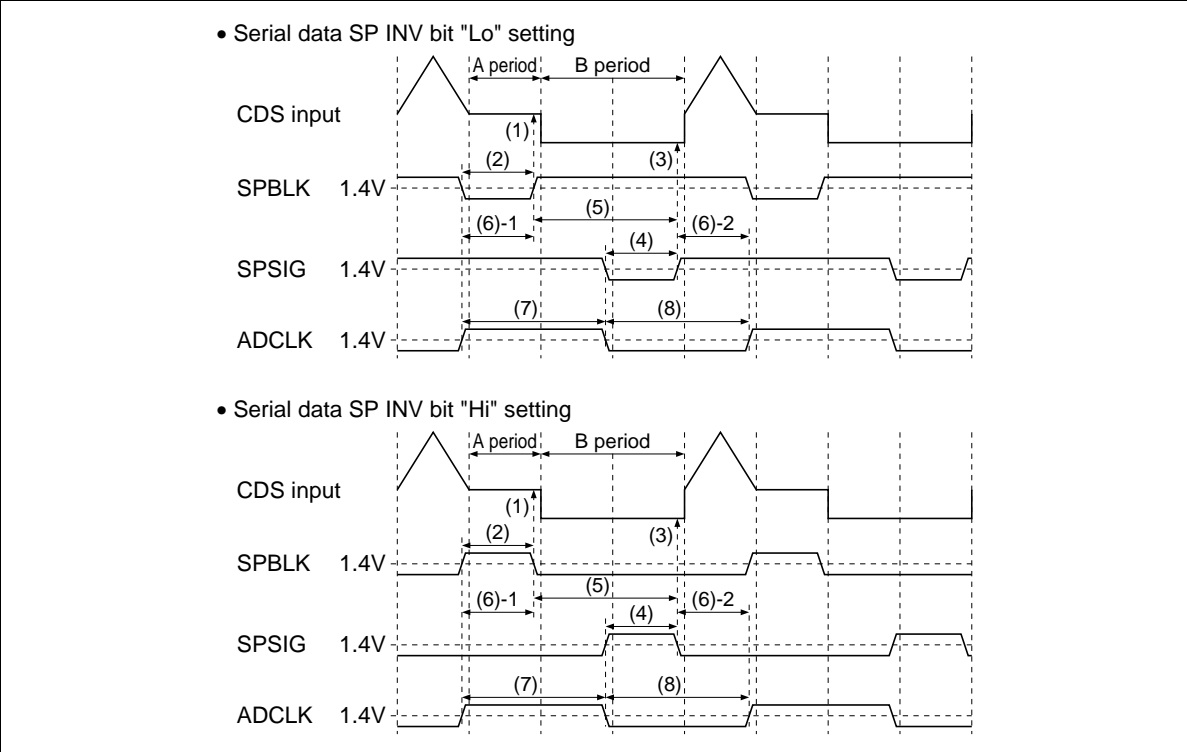 • Serial data SP INV bit "Lo" setting
A period B period
CDS input
(1)
(2) (3)
SPBLK 1.4V
(5)
(6)-1 (6)-2
(4)
SPSIG 1.4V
(7) (8)
ADCLK 1.4V
• Serial data SP INV bit "Hi" setting
A period B period
CDS input
(1)
(2) (3)
SPBLK 1.4V
(5)
(6)-1 (6)-2
(4)
SPSIG 1.4V
(7) (8)
ADCLK 1.4V